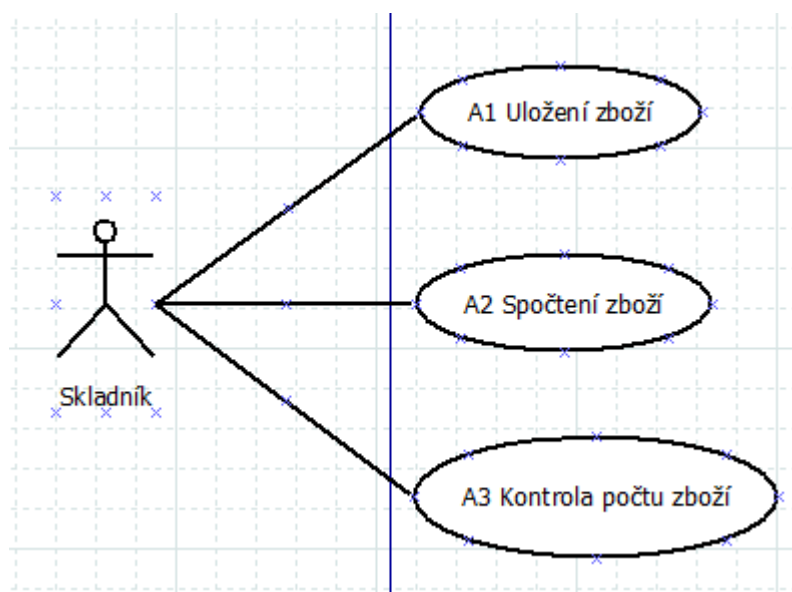 A1 Uložení zboží
A2 Spočtení zboží
Skladník
A3 Kontrola počtu zboží